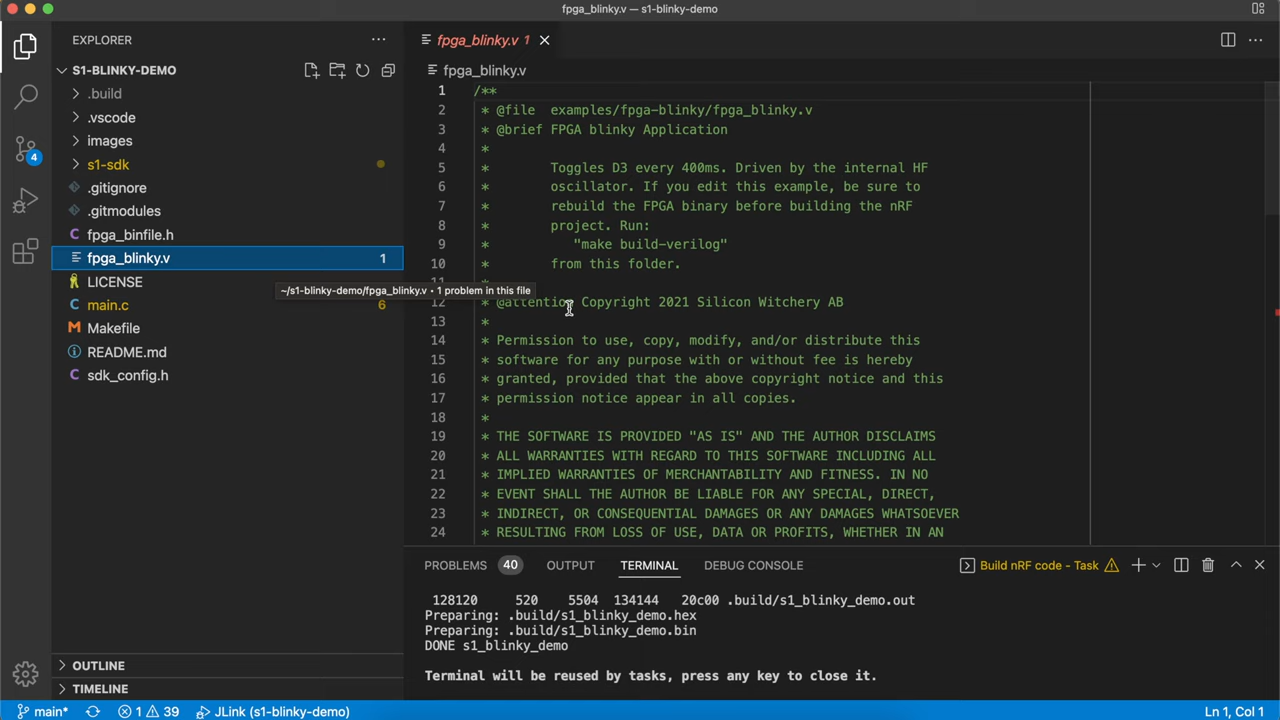 fpga_blinky.v — s1-blinky-demo
EXPLORER
S1-BLINKY-DEMO
.build
.vscode
images
s1-sdk
.gitignore
.gitmodules
fpga_binfile.h
fpga_blinky.v 1
LICENSE
main.c 6
Makefile
README.md
sdk_config.h
OUTLINE
TIMELINE
4
fpga_blinky.v 1
fpga_blinky.v
1 /**
2 * @file examples/fpga-blinky/fpga_blinky.v
3 * @brief FPGA blinky Application
4 *
5 * Toggles D3 every 400ms. Driven by the internal HF
6 * oscillator. If you edit this example, be sure to
7 * rebuild the FPGA binary before building the nRF
8 * project. Run:
9 * "make build-verilog"
10 * from this folder.
11
~/s1-blinky-demo/fpga_blinky.v • 1 problem in this file
12 * @attention Copyright 2021 Silicon Witchery AB
13 *
14 * Permission to use, copy, modify, and/or distribute this
15 * software for any purpose with or without fee is hereby
16 * granted, provided that the above copyright notice and this
17 * permission notice appear in all copies.
18 *
19 * THE SOFTWARE IS PROVIDED "AS IS" AND THE AUTHOR DISCLAIMS
20 * ALL WARRANTIES WITH REGARD TO THIS SOFTWARE INCLUDING ALL
21 * IMPLIED WARRANTIES OF MERCHANTABILITY AND FITNESS. IN NO
22 * EVENT SHALL THE AUTHOR BE LIABLE FOR ANY SPECIAL, DIRECT,
23 * INDIRECT, OR CONSEQUENTIAL DAMAGES OR ANY DAMAGES WHATSOEVER
24 * RESULTING FROM LOSS OF USE, DATA OR PROFITS, WHETHER IN AN
PROBLEMS 40 OUTPUT TERMINAL DEBUG CONSOLE Build nRF code - Task
128120 520 5504 134144 20c00 .build/s1_blinky_demo.out
Preparing: .build/s1_blinky_demo.hex
Preparing: .build/s1_blinky_demo.bin
DONE s1_blinky_demo
Terminal will be reused by tasks, press any key to close it.
main* 1 39 JLink (s1-blinky-demo) Ln 1, Col 1